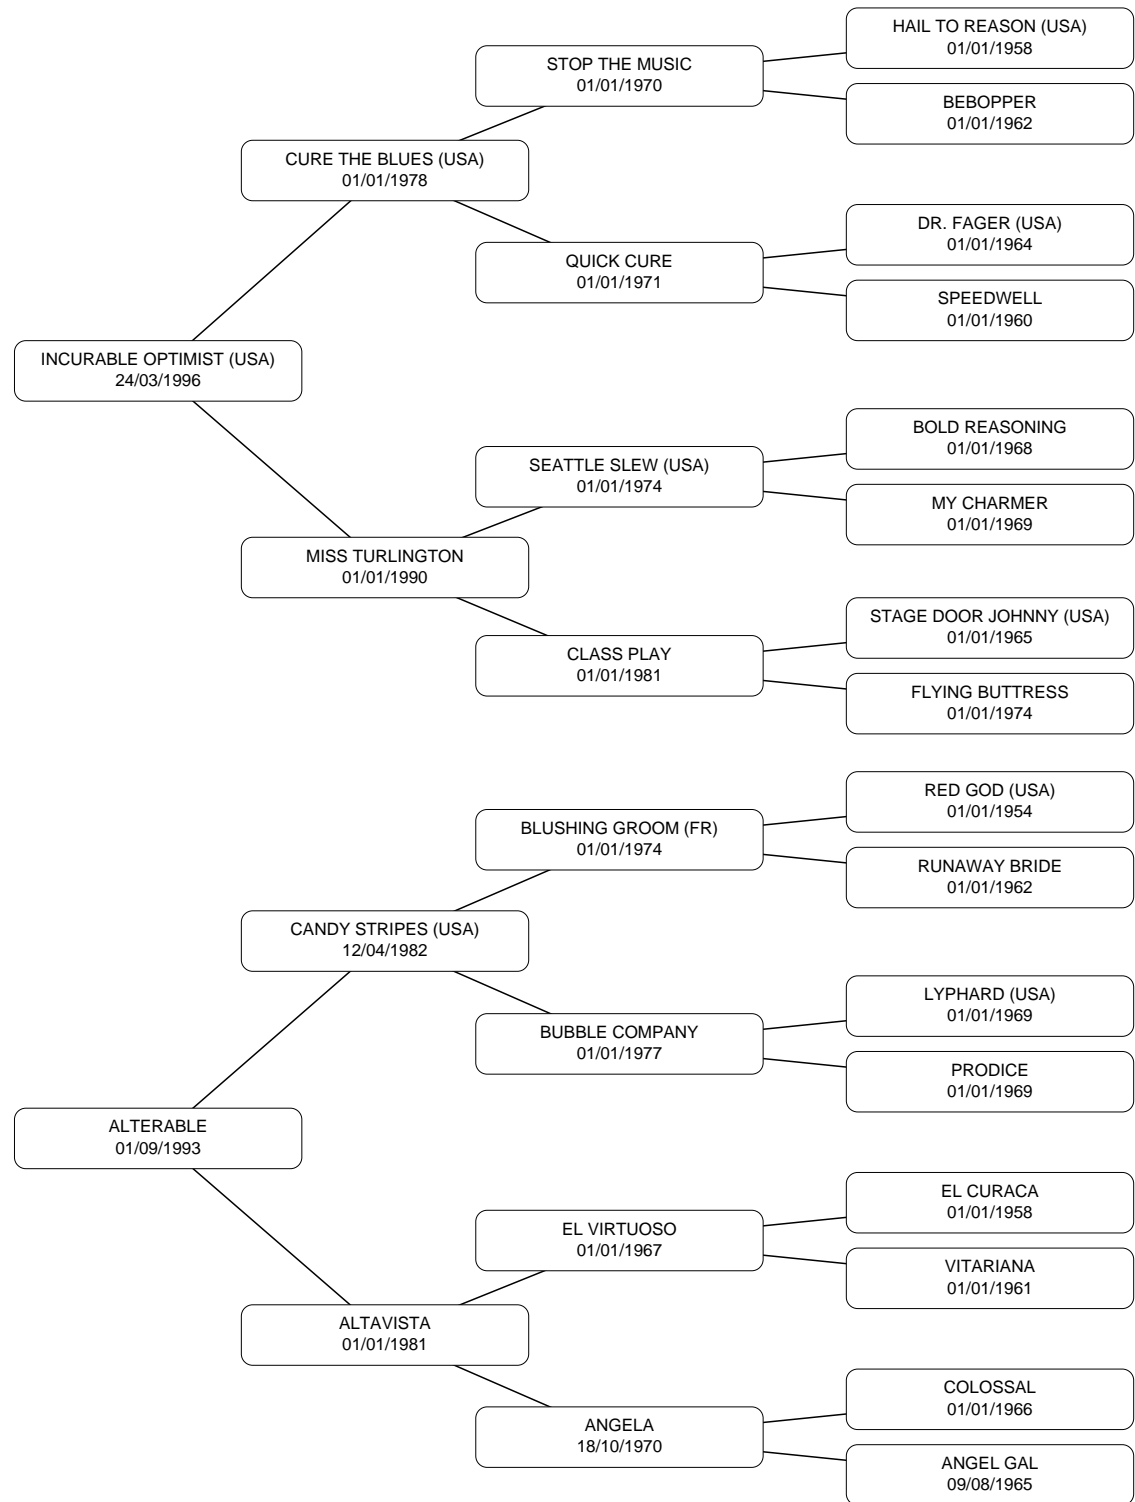 HAIL TO REASON (USA)
01/01/1958
STOP THE MUSIC
01/01/1970
BEBOPPER
01/01/1962
CURE THE BLUES (USA)
01/01/1978
DR. FAGER (USA)
01/01/1964
QUICK CURE
01/01/1971
SPEEDWELL
01/01/1960
INCURABLE OPTIMIST (USA)
24/03/1996
BOLD REASONING
01/01/1968
SEATTLE SLEW (USA)
01/01/1974
MY CHARMER
01/01/1969
MISS TURLINGTON
01/01/1990
STAGE DOOR JOHNNY (USA)
01/01/1965
CLASS PLAY
01/01/1981
FLYING BUTTRESS
01/01/1974
RED GOD (USA)
01/01/1954
BLUSHING GROOM (FR)
01/01/1974
RUNAWAY BRIDE
01/01/1962
CANDY STRIPES (USA)
12/04/1982
LYPHARD (USA)
01/01/1969
BUBBLE COMPANY
01/01/1977
PRODICE
01/01/1969
ALTERABLE
01/09/1993
EL CURACA
01/01/1958
EL VIRTUOSO
01/01/1967
VITARIANA
01/01/1961
ALTAVISTA
01/01/1981
COLOSSAL
01/01/1966
ANGELA
18/10/1970
ANGEL GAL
09/08/1965